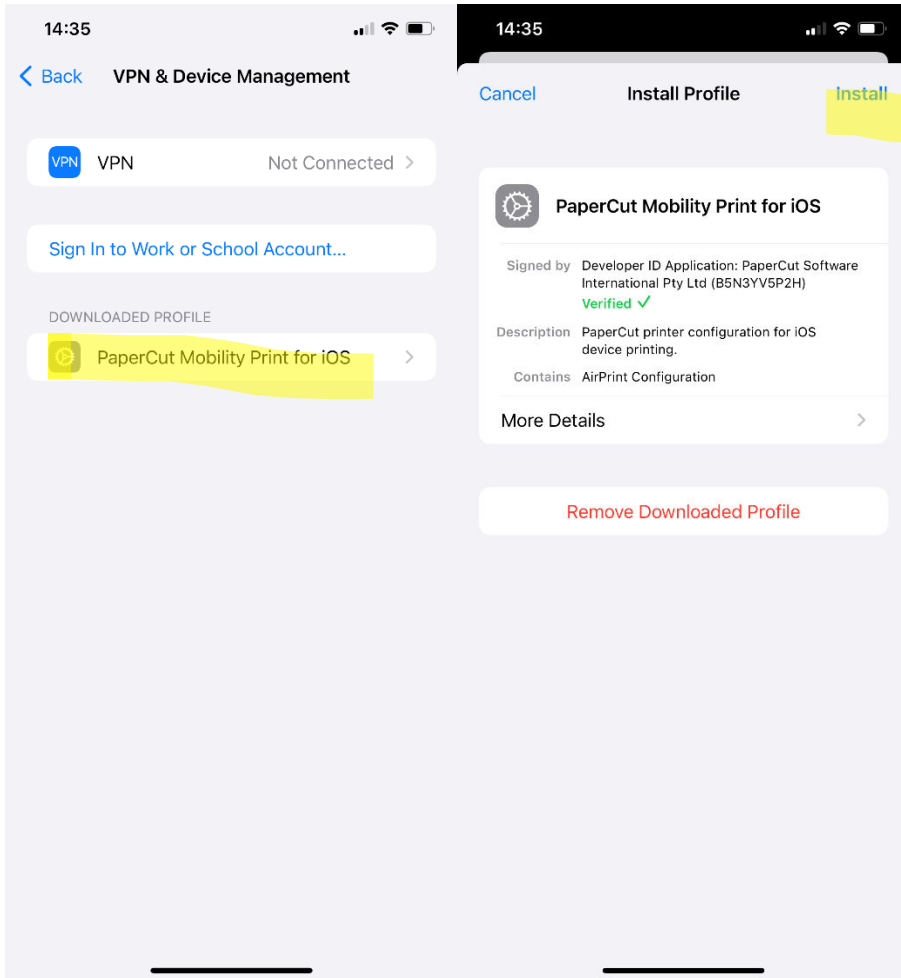 14:35
Back VPN & Device Management
VPN VPN Not Connected
Sign In to Work or School Account...
DOWNLOADED PROFILE
PaperCut Mobility Print for iOS
14:35
Cancel Install Profile Install
PaperCut Mobility Print for iOS
Signed by Developer ID Application: PaperCut Software
International Pty Ltd (B5N3YV5P2H)
Verified ✓
Description PaperCut printer configuration for iOS
device printing.
Contains AirPrint Configuration
More Details
Remove Downloaded Profile